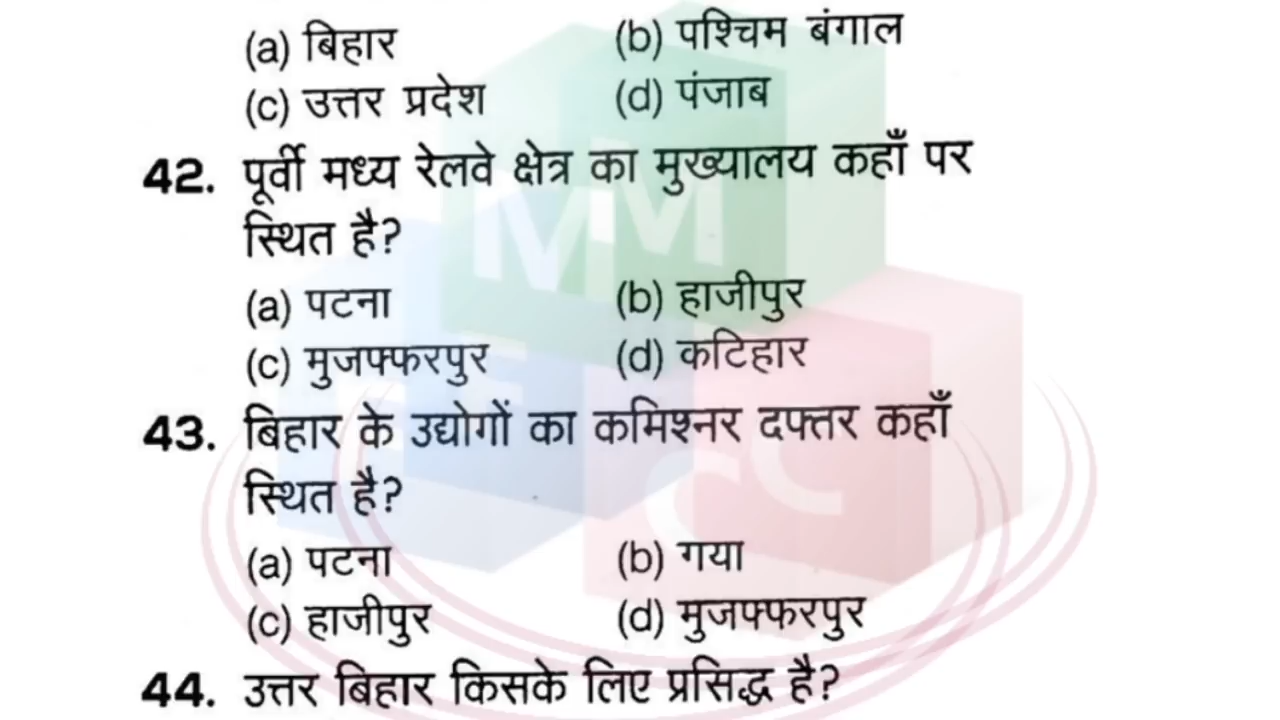 (a) बिहार (b) पश्चिम बंगाल
(c) उत्तर प्रदेश (d) पंजाब
42. पूर्वी मध्य रेलवे क्षेत्र का मुख्यालय कहाँ पर
स्थित है?
(a) पटना (b) हाजीपुर
(c) मुजफ्फरपुर (d) कटिहार
43. बिहार के उद्योगों का कमिश्नर दफ्तर कहाँ
स्थित है?
(a) पटना (b) गया
(c) हाजीपुर (d) मुजफ्फरपुर
44. उत्तर बिहार किसके लिए प्रसिद्ध है?